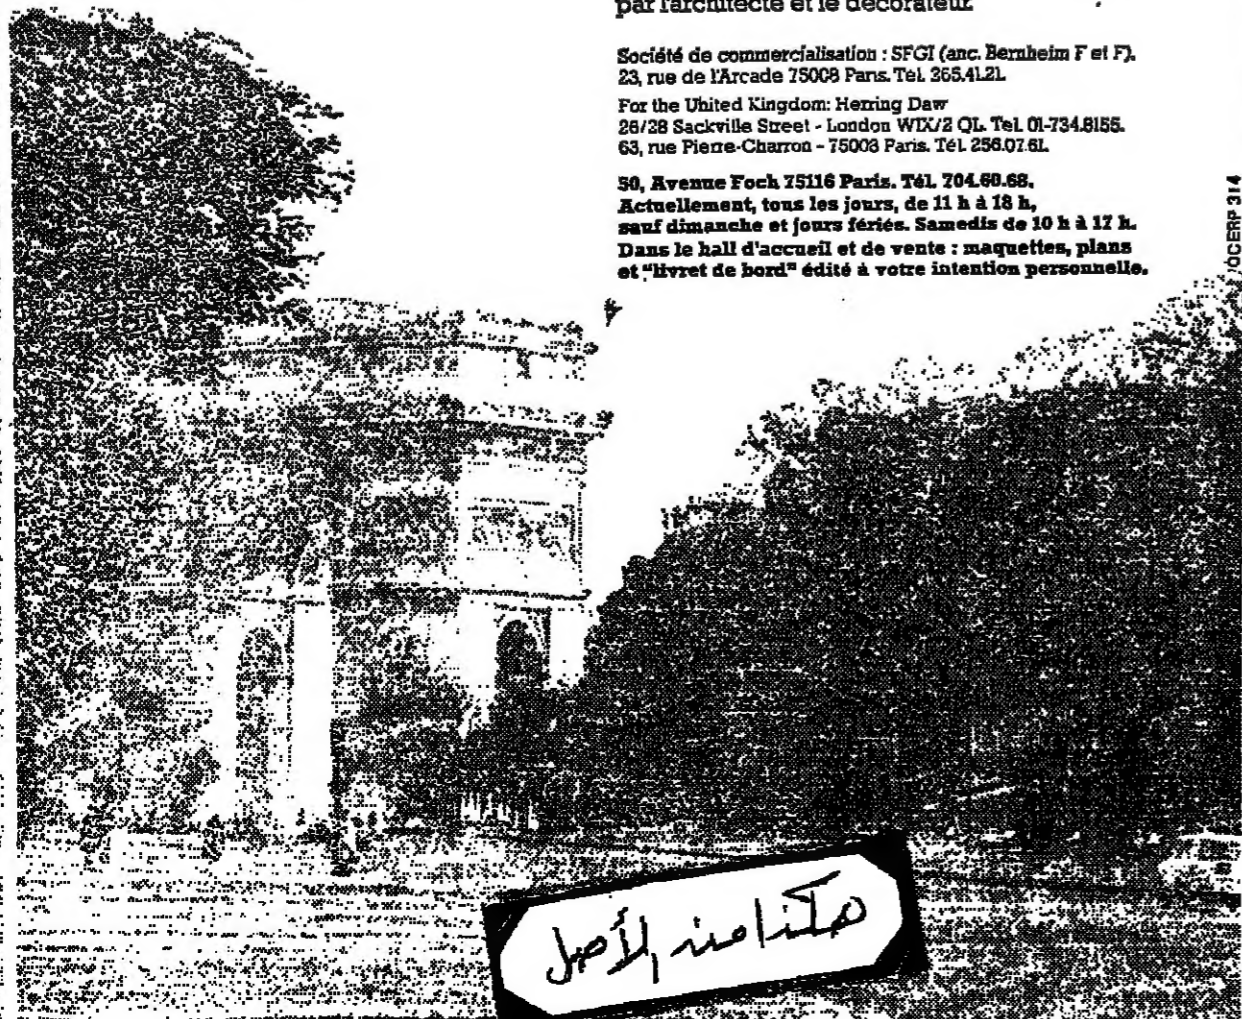 par l'architecte et le décorateur.
Société de commercialisation : SFGI (anc. Bernheim F et F).
23, rue de l'Arcade 75008 Paris. Tél. 265.41.21.
For the United Kingdom: Herring Daw
26/28 Sackville Street - London W1X/2 QL. Tel. 01-734.8155.
63, rue Pierre-Charron - 75008 Paris. Tél. 256.07.61.
50, Avenue Foch 75116 Paris. Tél. 704.60.68.
Actuellement, tous les jours, de 11 h à 18 h,
sauf dimanche et jours fériés. Samedis de 10 h à 17 h.
Dans le hall d'accueil et de vente : maquettes, plans
et "livret de bord" édité à votre intention personnelle.
OCERP 314
هكذا من الأصل